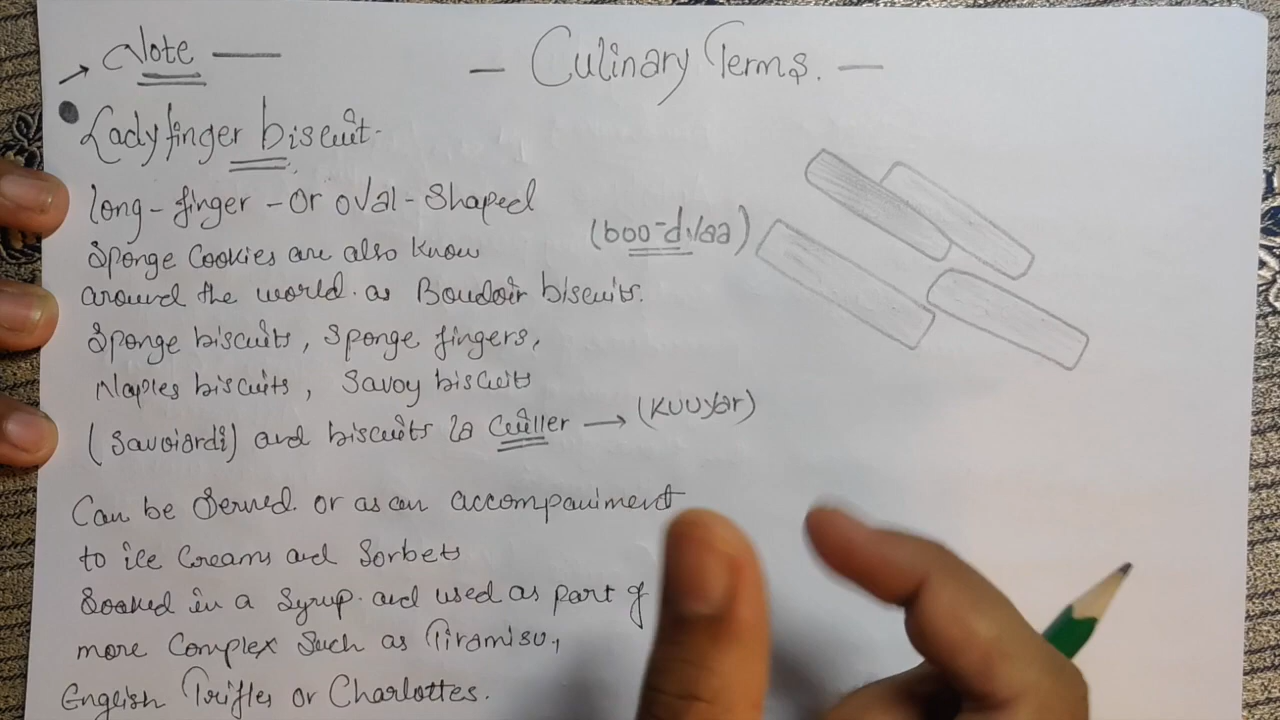 Note
- Culinary Terms. -
Ladyfinger biscuit.
long-finger-or oval-shaped
Sponge Cookies are also know
around the world. as Boudoir biscuits.
(boo-d.
Sponge biscuits, Sponge fingers,
Naples biscuits, Savoy biscuits
(Savoiardi) and biscuits la Cuiller → (Kuuyar)
Can be Served. or as an accompaniment
to ice Creams and Sorbets
Soaked in a Syrup. and used as part of
more Complex Such as Tiramisu,
English Trifles or Charlottes.